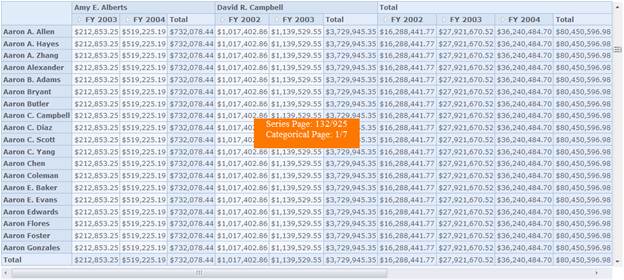 Amy E. Alberts David R. Campbell Total
FY 2003 FY 2004 Total FY 2002 FY 2003 Total FY 2002 FY 2003 FY 2004 Total
Aaron A. Allen $212,853.25 $519,225.19 $732,078.44 $1,017,402.86 $1,139,529.55 $3,729,945.35 $16,288,441.77 $27,921,670.52 $36,240,484.70 $80,450,596.98
Aaron A. Hayes $212,853.25 $519,225.19 $732,078.44 $1,017,402.86 $1,139,529.55 $3,729,945.35 $16,288,441.77 $27,921,670.52 $36,240,484.70 $80,450,596.98
Aaron A. Zhang $212,853.25 $519,225.19 $732,078.44 $1,017,402.86 $1,139,529.55 $3,729,945.35 $16,288,441.77 $27,921,670.52 $36,240,484.70 $80,450,596.98
Aaron Alexander $212,853.25 $519,225.19 $732,078.44 $1,017,402.86 $1,139,529.55 $3,729,945.35 $16,288,441.77 $27,921,670.52 $36,240,484.70 $80,450,596.98
Aaron B. Adams $212,853.25 $519,225.19 $732,078.44 $1,017,402.86 $1,139,529.55 $3,729,945.35 $16,288,441.77 $27,921,670.52 $36,240,484.70 $80,450,596.98
Aaron Bryant $212,853.25 $519,225.19 $732,078.44 $1,017,402.86 $1,139,529.55 $3,729,945.35 $16,288,441.77 $27,921,670.52 $36,240,484.70 $80,450,596.98
Aaron Butler $212,853.25 $519,225.19 $732,078.44 $1,017,402.86 $1,139,529.55 $3,729,945.35 $16,288,441.77 $27,921,670.52 $36,240,484.70 $80,450,596.98
Aaron C. Campbell $212,853.25 $519,225.19 $732,078.44 $1,017,402.86 $1,139,529.55 $3,729,945.35 $16,288,441.77 $27,921,670.52 $36,240,484.70 $80,450,596.98
Series Page: 132/925
Categorical Page: 1/7
Aaron C. Diaz $212,853.25 $519,225.19 $732,078.44 $3,729,945.35 $16,288,441.77 $27,921,670.52 $36,240,484.70 $80,450,596.98
Aaron C. Scott $212,853.25 $519,225.19 $732,078.44 $3,729,945.35 $16,288,441.77 $27,921,670.52 $36,240,484.70 $80,450,596.98
Aaron C. Yang $212,853.25 $519,225.19 $732,078.44 $1,017,402.86 $1,139,529.55 $3,729,945.35 $16,288,441.77 $27,921,670.52 $36,240,484.70 $80,450,596.98
Aaron Chen $212,853.25 $519,225.19 $732,078.44 $1,017,402.86 $1,139,529.55 $3,729,945.35 $16,288,441.77 $27,921,670.52 $36,240,484.70 $80,450,596.98
Aaron Coleman $212,853.25 $519,225.19 $732,078.44 $1,017,402.86 $1,139,529.55 $3,729,945.35 $16,288,441.77 $27,921,670.52 $36,240,484.70 $80,450,596.98
Aaron E. Baker $212,853.25 $519,225.19 $732,078.44 $1,017,402.86 $1,139,529.55 $3,729,945.35 $16,288,441.77 $27,921,670.52 $36,240,484.70 $80,450,596.98
Aaron E. Evans $212,853.25 $519,225.19 $732,078.44 $1,017,402.86 $1,139,529.55 $3,729,945.35 $16,288,441.77 $27,921,670.52 $36,240,484.70 $80,450,596.98
Aaron Edwards $212,853.25 $519,225.19 $732,078.44 $1,017,402.86 $1,139,529.55 $3,729,945.35 $16,288,441.77 $27,921,670.52 $36,240,484.70 $80,450,596.98
Aaron Flores $212,853.25 $519,225.19 $732,078.44 $1,017,402.86 $1,139,529.55 $3,729,945.35 $16,288,441.77 $27,921,670.52 $36,240,484.70 $80,450,596.98
Aaron Foster $212,853.25 $519,225.19 $732,078.44 $1,017,402.86 $1,139,529.55 $3,729,945.35 $16,288,441.77 $27,921,670.52 $36,240,484.70 $80,450,596.98
Aaron Gonzales $212,853.25 $519,225.19 $732,078.44 $1,017,402.86 $1,139,529.55 $3,729,945.35 $16,288,441.77 $27,921,670.52 $36,240,484.70 $80,450,596.98
Total $212,853.25 $519,225.19 $732,078.44 $1,017,402.86 $1,139,529.55 $3,729,945.35 $16,288,441.77 $27,921,670.52 $36,240,484.70 $80,450,596.98